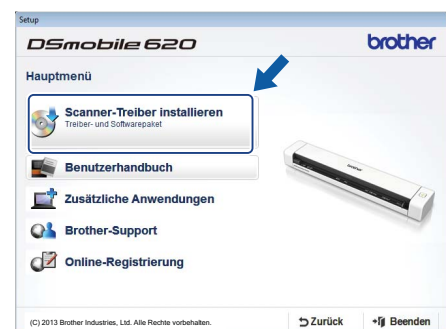 Setup
DSmobile 620
brother
Hauptmenü
Scanner-Treiber installieren
Treiber- und Softwarepaket
Benutzerhandbuch
Zusätzliche Anwendungen
Brother-Support
Online-Registrierung
(C) 2013 Brother Industries, Ltd. Alle Rechte vorbehalten.
Zurück
Beenden